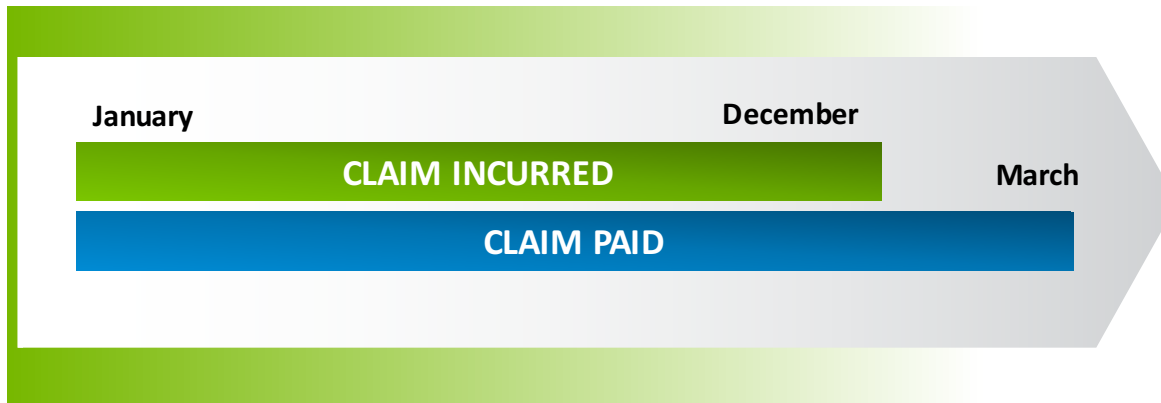 January
December
CLAIM INCURRED
March
CLAIM PAID